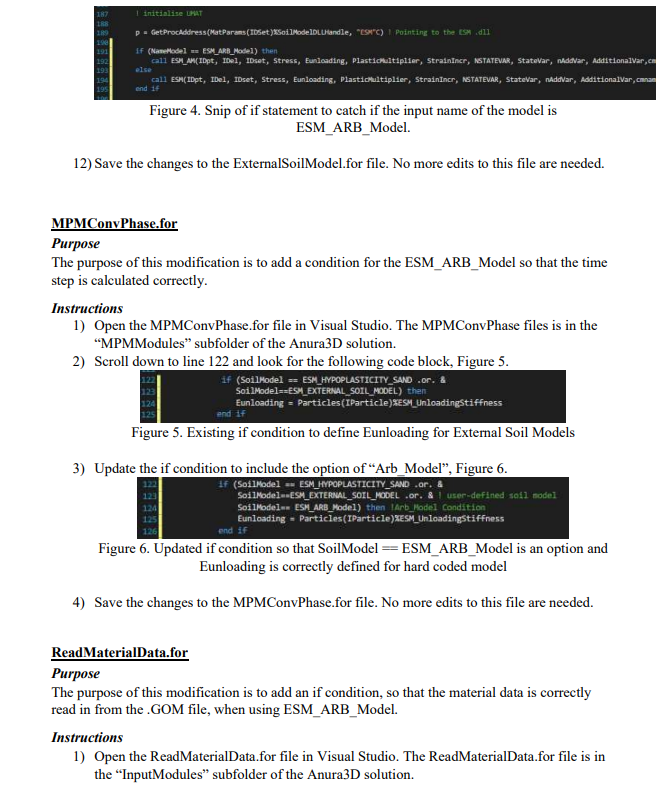 187 ! initialise UMAT
188
189 p = GetProcAddress(MatParams(IDSet)%SoilModelDLLHandle, "ESM"C) ! Pointing to the ESM .dll
190
191 if (NameModel == ESM_ARB_Model) then
192 call ESM_AM(IDpt, IDel, IDset, Stress, Eunloading, PlasticMultiplier, StrainIncr, NSTATEVAR, StateVar, nAddVar, AdditionalVar,cm
193 else
194 call ESM(IDpt, IDel, IDset, Stress, Eunloading, PlasticMultiplier, StrainIncr, NSTATEVAR, StateVar, nAddVar, AdditionalVar,cmnam
195 end if
Figure 4. Snip of if statement to catch if the input name of the model is
ESM_ARB_Model.
12) Save the changes to the ExternalSoilModel.for file. No more edits to this file are needed.
MPMConvPhase.for
Purpose
The purpose of this modification is to add a condition for the ESM_ARB_Model so that the time
step is calculated correctly.
Instructions
1) Open the MPMConvPhase.for file in Visual Studio. The MPMConvPhase files is in the
“MPMModules” subfolder of the Anura3D solution.
2) Scroll down to line 122 and look for the following code block, Figure 5.
122 if (SoilModel == ESM_HYPOPLASTICITY_SAND .or. &
123 SoilModel==ESM_EXTERNAL_SOIL_MODEL) then
124 Eunloading = Particles(IParticle)%ESM_UnloadingStiffness
125 end if
Figure 5. Existing if condition to define Eunloading for External Soil Models
3) Update the if condition to include the option of “Arb_Model”, Figure 6.
122 if (SoilModel == ESM_HYPOPLASTICITY_SAND .or. &
123 SoilModel==ESM_EXTERNAL_SOIL_MODEL .or. & ! user-defined soil model
124 SoilModel== ESM_ARB_Model) then !Arb_Model Condition
125 Eunloading = Particles(IParticle)%ESM_UnloadingStiffness
126 end if
Figure 6. Updated if condition so that SoilModel == ESM_ARB_Model is an option and
Eunloading is correctly defined for hard coded model
4) Save the changes to the MPMConvPhase.for file. No more edits to this file are needed.
ReadMaterialData.for
Purpose
The purpose of this modification is to add an if condition, so that the material data is correctly
read in from the .GOM file, when using ESM_ARB_Model.
Instructions
1) Open the ReadMaterialData.for file in Visual Studio. The ReadMaterialData.for file is in
the “InputModules” subfolder of the Anura3D solution.